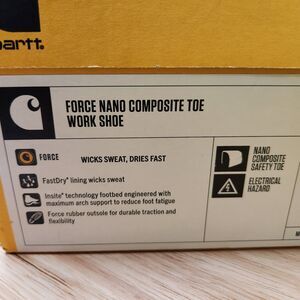 hartt.
FORCE NANO COMPOSITE TOE
WORK SHOE
FORCE WICKS SWEAT, DRIES FAST
FastDry® lining wicks sweat
Insite® technology footbed engineered with
maximum arch support to reduce foot fatigue
Force rubber outsole for durable traction and
flexibility
NANO
COMPOSITE
SAFETY TOE
ELECTRICAL
HAZARD